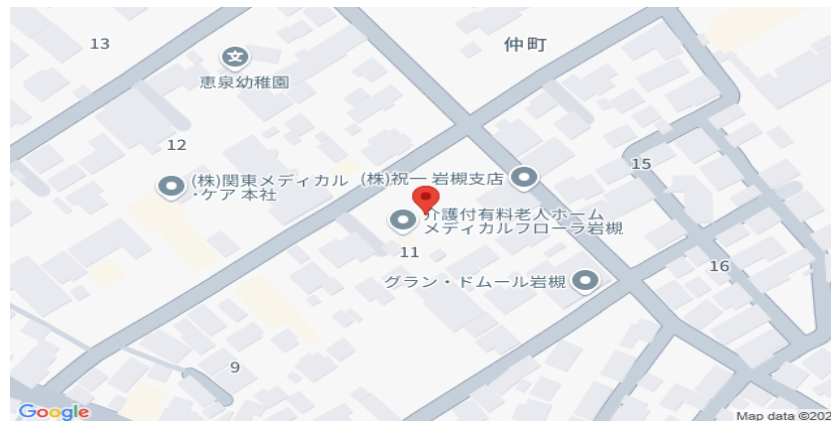 13
仲町
文
恵泉幼稚園
12
15
(株)関東メディカル
・ケア 本社
(株)祝一 岩槻支店
介護付有料老人ホーム
メディカルフローラ岩槻
11
16
グラン・ドムール岩槻
9
Google
Map data ©202